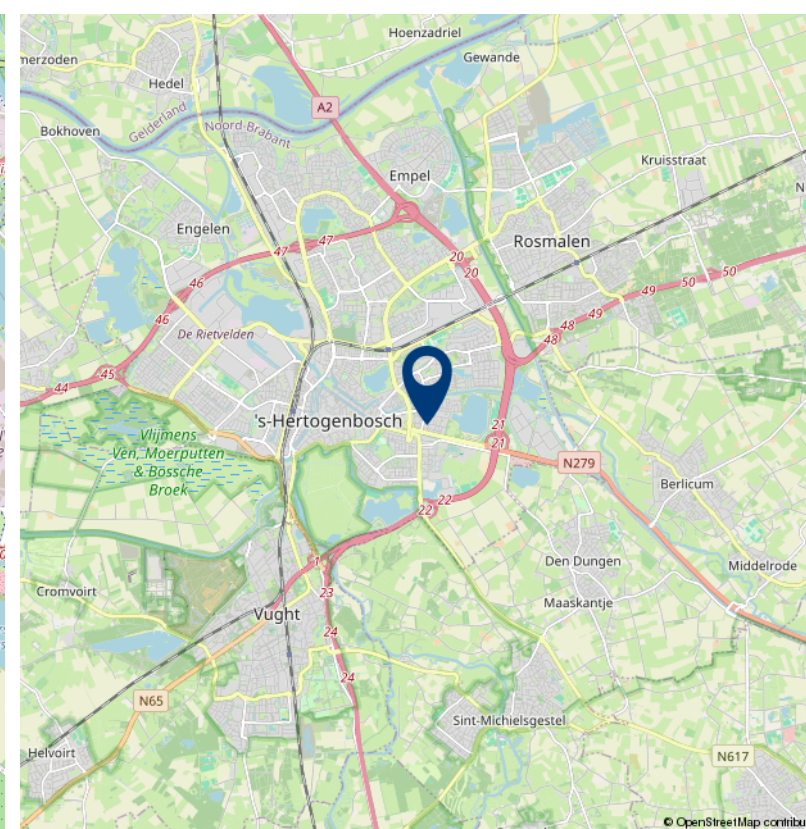 Hoenzadriel
Gewande
merzoden
Hedel
A2
Gelderland
Noord-Brabant
Bokhoven
Kruisstraat
Empel
N
Engelen
Rosmalen
47
47
20
20
46
46
50
50
49
49
48
48
De Rietvelden
45
44
's-Hertogenbosch
21
21
Vlijmens
Ven, Moerputten
& Bossche
Broek
N279
Berlicum
22
22
1
Den Dungen
Middelrode
Cromvoirt
23
Maaskantje
Vught
24
24
N65
Sint-Michielsgestel
Helvoirt
N617
© OpenStreetMap contribu